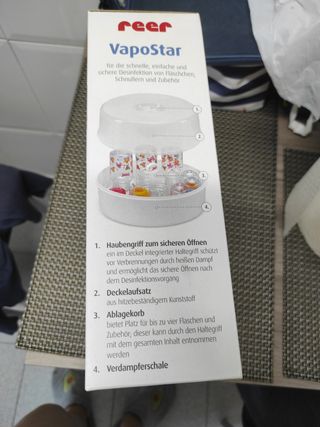 reer
VapoStar
für die schnelle, einfache und
sichere Desinfektion von Fläschchen,
Schnullern und Zubehör
1.
2.
3.
4.
1. Haubengriff zum sicheren Öffnen
ein im Deckel integrierter Haltegriff schützt
vor Verbrennungen durch heißen Dampf
und ermöglicht das sichere Öffnen nach
dem Desinfektionsvorgang
2. Deckelaufsatz
aus hitzebeständigem Kunststoff
3. Ablagekorb
bietet Platz für bis zu vier Flaschen und
Zubehör, dieser kann durch den Haltegriff
mit dem gesamten Inhalt entnommen
werden
4. Verdampferschale